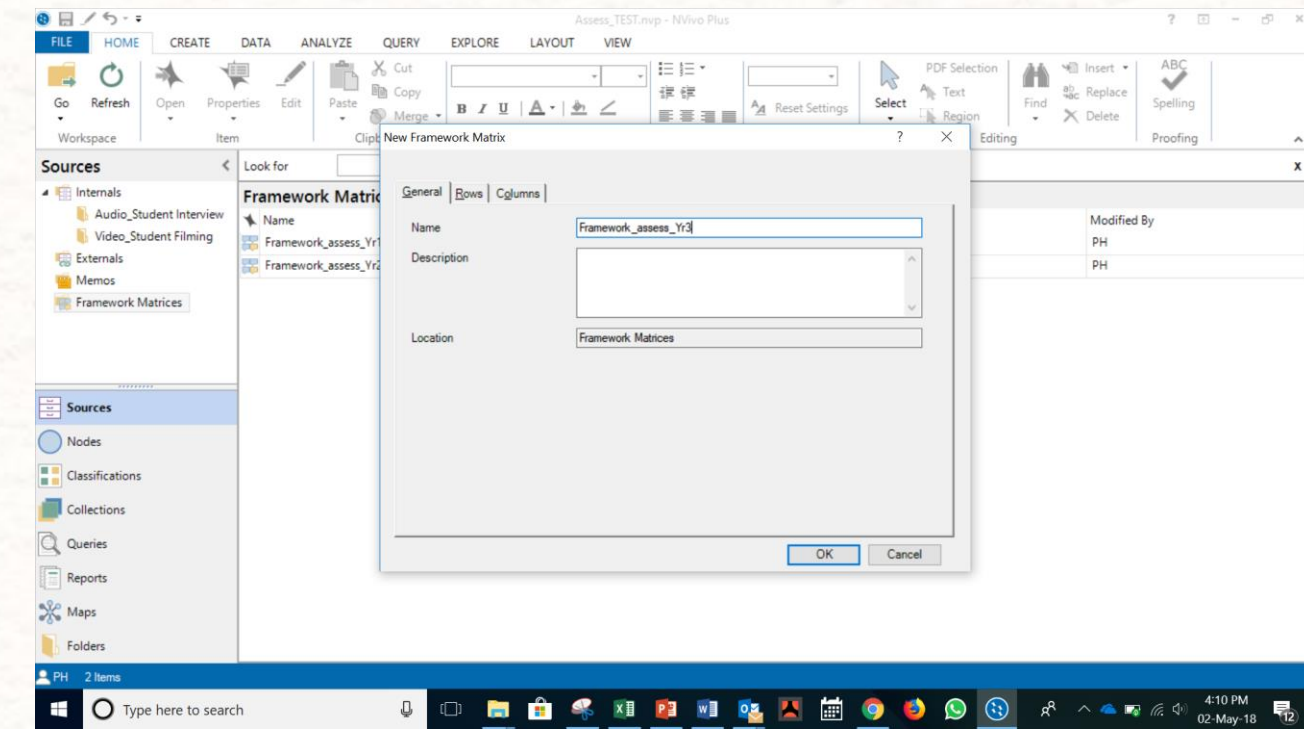 Assess_TEST.nvp - NVivo Plus
?
FILE HOME CREATE DATA ANALYZE QUERY EXPLORE LAYOUT VIEW
Go Refresh Open Properties Edit Paste Cut Copy Merge
B I U A
Reset Settings
Select PDF Selection Text Region
Find Insert Replace Delete
ABC
Spelling
Workspace Item Editing Proofing
Sources
Internals
Audio_Student Interview
Video_Student Filming
Externals
Memos
Framework Matrices
Sources
Nodes
Classifications
Collections
Queries
Reports
Maps
Folders
Look for
X
Name Modified By
Framework_assess_Yr1 PH
PH
New Framework Matrix ?
General Rows Columns
Name Framework_assess_Yr3
Description
Location Framework Matrices
OK Cancel
PH 2 Items
Type here to search
4:10 PM
02-May-18
12